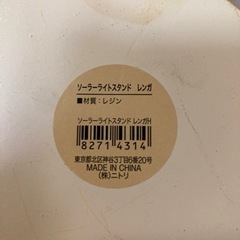 ソーラーライトスタンド　レンガ
■材質：レジン
ソーラーライトスタンド レンガH
82714314
東京都北区神谷3丁目6番20号
MADE IN CHINA
(株)ニトリ